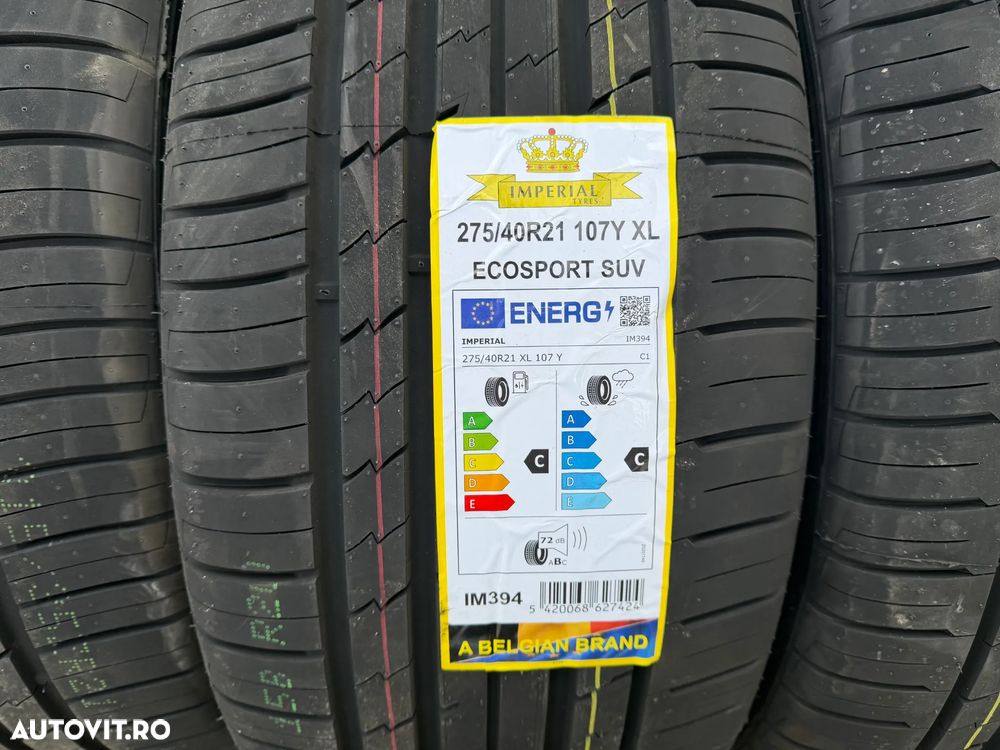 IMPERIAL
TYRES
275/40R21 107Y XL
ECOSPORT SUV
ENERG
IMPERIAL IM394
275/40R21 XL 107 Y C1
A A
B B
C C C C
D D
E E
72 dB
ABC
IM394
5 420068 627424
A BELGIAN BRAND
AUTOVIT.RO